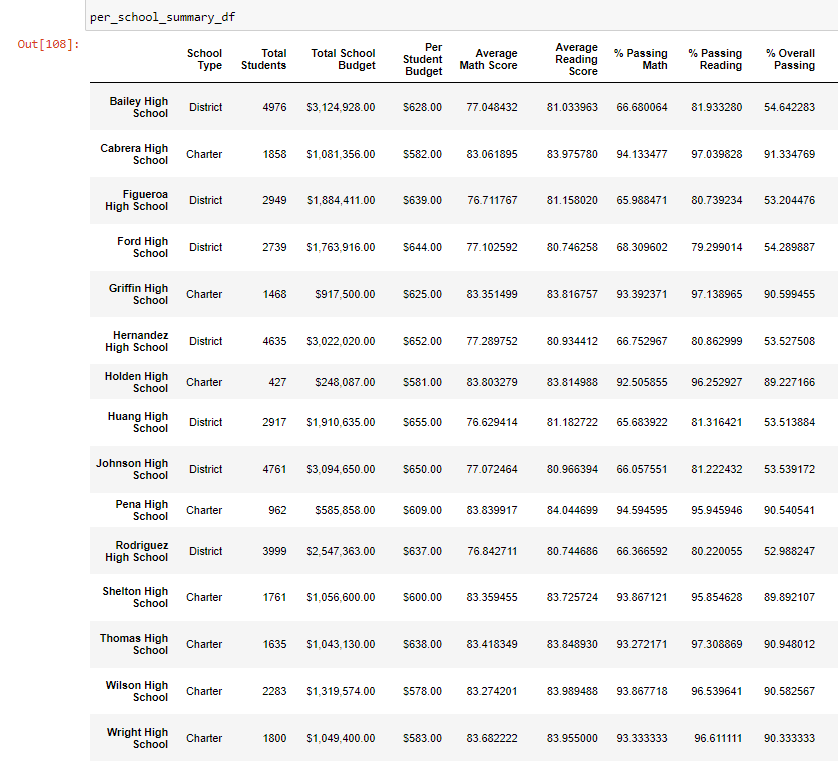 per_school_summary_df
Out[108]:
School Type Total Students Total School Budget Per Student Budget Average Math Score Average Reading Score % Passing Math % Passing Reading % Overall Passing
Bailey High School District 4976 $3,124,928.00 $628.00 77.048432 81.033963 66.680064 81.933280 54.642283
Cabrera High School Charter 1858 $1,081,356.00 $582.00 83.061895 83.975780 94.133477 97.039828 91.334769
Figueroa High School District 2949 $1,884,411.00 $639.00 76.711767 81.158020 65.988471 80.739234 53.204476
Ford High School District 2739 $1,763,916.00 $644.00 77.102592 80.746258 68.309602 79.299014 54.289887
Griffin High School Charter 1468 $917,500.00 $625.00 83.351499 83.816757 93.392371 97.138965 90.599455
Hernandez High School District 4635 $3,022,020.00 $652.00 77.289752 80.934412 66.752967 80.862999 53.527508
Holden High School Charter 427 $248,087.00 $581.00 83.803279 83.814988 92.505855 96.252927 89.227166
Huang High School District 2917 $1,910,635.00 $655.00 76.629414 81.182722 65.683922 81.316421 53.513884
Johnson High School District 4761 $3,094,650.00 $650.00 77.072464 80.966394 66.057551 81.222432 53.539172
Pena High School Charter 962 $585,858.00 $609.00 83.839917 84.044699 94.594595 95.945946 90.540541
Rodriguez High School District 3999 $2,547,363.00 $637.00 76.842711 80.744686 66.366592 80.220055 52.988247
Shelton High School Charter 1761 $1,056,600.00 $600.00 83.359455 83.725724 93.867121 95.854628 89.892107
Thomas High School Charter 1635 $1,043,130.00 $638.00 83.418349 83.848930 93.272171 97.308869 90.948012
Wilson High School Charter 2283 $1,319,574.00 $578.00 83.274201 83.989488 93.867718 96.539641 90.582567
Wright High School Charter 1800 $1,049,400.00 $583.00 83.682222 83.955000 93.333333 96.611111 90.333333